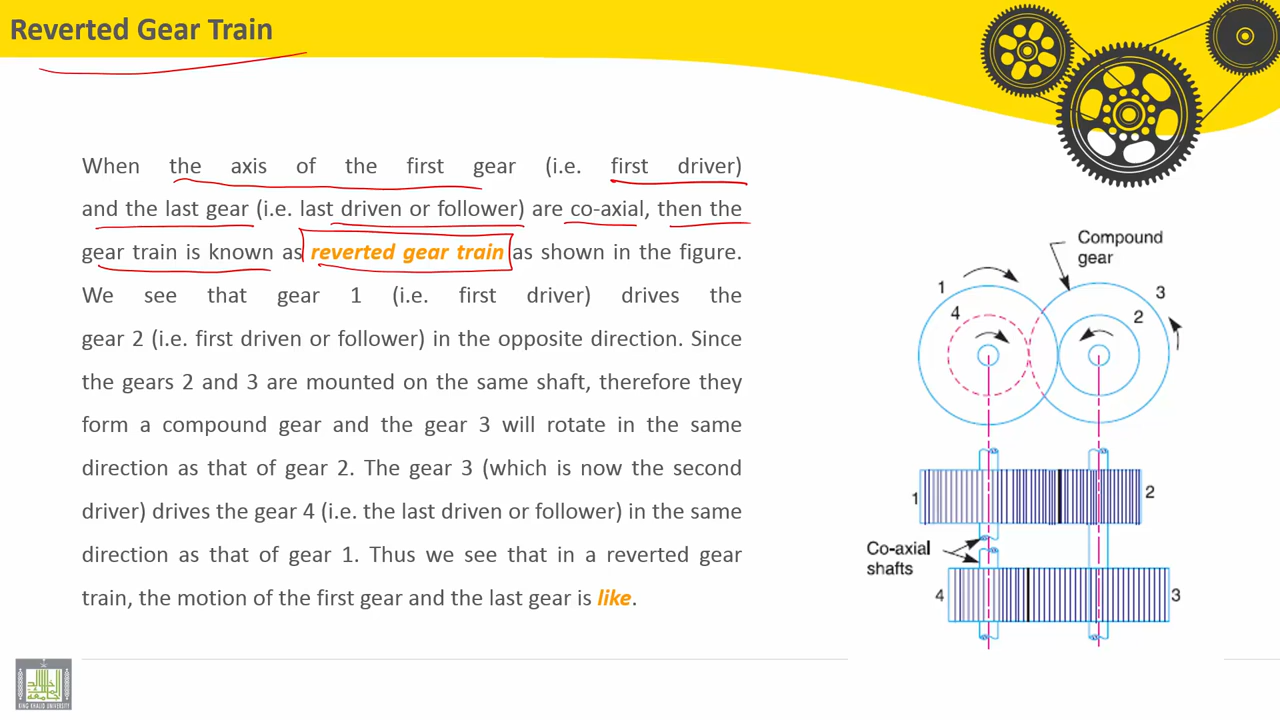 Reverted Gear Train
When the axis of the first gear (i.e. first driver)
and the last gear (i.e. last driven or follower) are co-axial, then the
gear train is known as reverted gear train as shown in the figure.
We see that gear 1 (i.e. first driver) drives the
gear 2 (i.e. first driven or follower) in the opposite direction. Since
the gears 2 and 3 are mounted on the same shaft, therefore they
form a compound gear and the gear 3 will rotate in the same
direction as that of gear 2. The gear 3 (which is now the second
driver) drives the gear 4 (i.e. the last driven or follower) in the same
direction as that of gear 1. Thus we see that in a reverted gear
train, the motion of the first gear and the last gear is like.
Compound
gear
1
3
4
2
1
2
Co-axial
shafts
4
3
KING KHALID UNIVERSITY